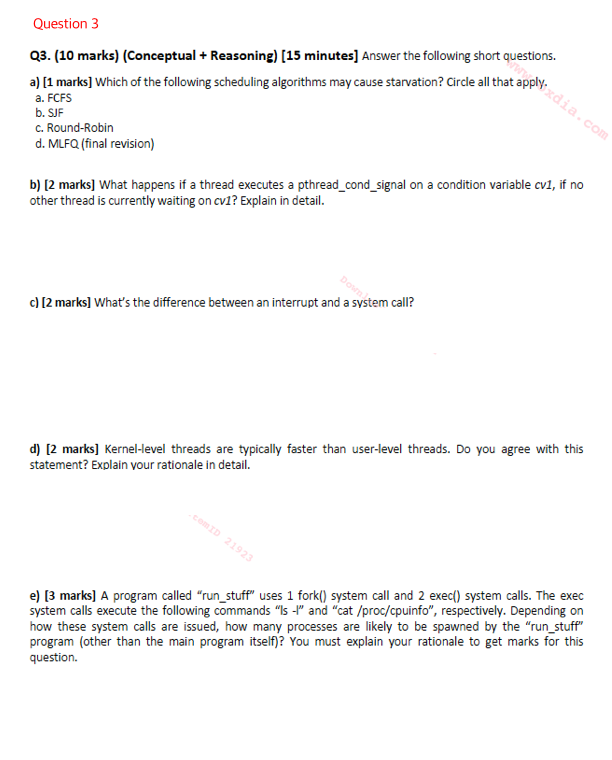 Question 3
Q3. (10 marks) (Conceptual + Reasoning) [15 minutes] Answer the following short questions.
a) [1 marks] Which of the following scheduling algorithms may cause starvation? Circle all that apply.
a. FCFS
b. SJF
c. Round-Robin
d. MLFQ (final revision)
b) [2 marks] What happens if a thread executes a pthread_cond_signal on a condition variable cv1, if no
other thread is currently waiting on cv1? Explain in detail.
c) [2 marks] What's the difference between an interrupt and a system call?
d) [2 marks] Kernel-level threads are typically faster than user-level threads. Do you agree with this
statement? Explain your rationale in detail.
.comID 21923
e) [3 marks] A program called “run_stuff” uses 1 fork() system call and 2 exec() system calls. The exec
system calls execute the following commands “ls -l” and “cat /proc/cpuinfo”, respectively. Depending on
how these system calls are issued, how many processes are likely to be spawned by the “run_stuff”
program (other than the main program itself)? You must explain your rationale to get marks for this
question.